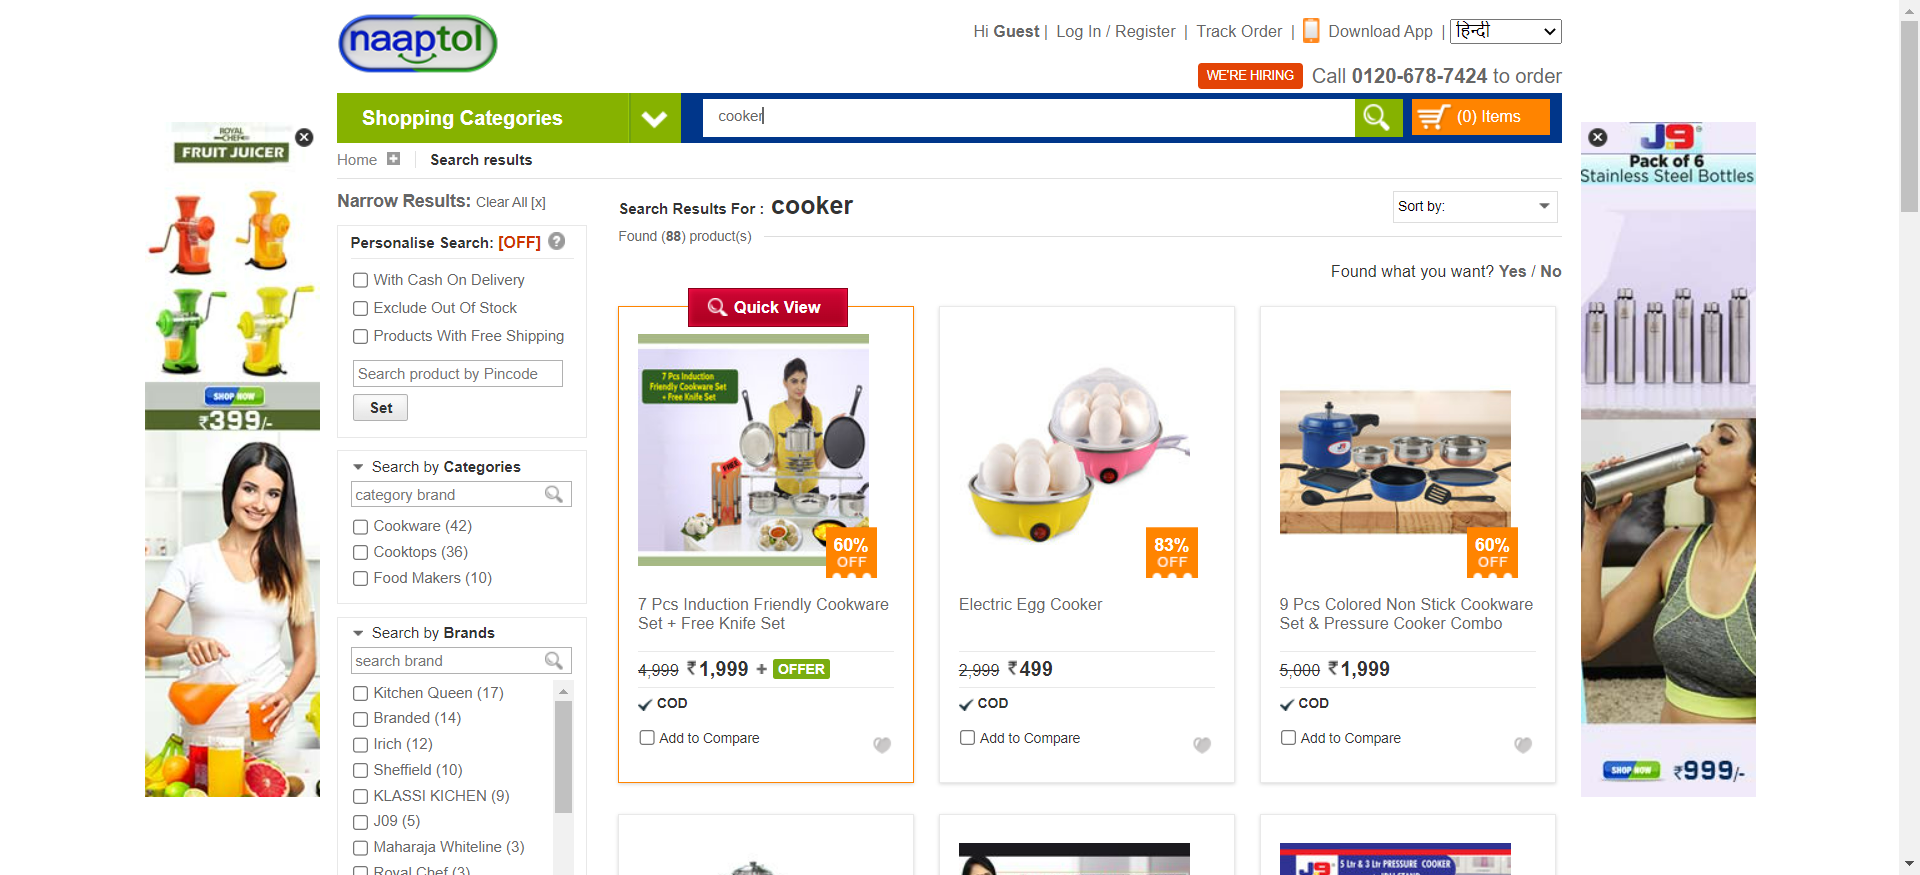 naaptol
Hi Guest | Log In / Register | Track Order | Download App | हिन्दी
WE'RE HIRING Call 0120-678-7424 to order
Shopping Categories
cooker
(0) Items
Home
Search results
ROYAL
CHEF
FRUIT JUICER
SHOP NOW
₹399/-
J9
Pack of 6
Stainless Steel Bottles
SHOP NOW
₹999/-
Narrow Results: Clear All [x]
Personalise Search: [OFF] ?
With Cash On Delivery
Exclude Out Of Stock
Products With Free Shipping
Search product by Pincode
Set
Search by Categories
category brand
Cookware (42)
Cooktops (36)
Food Makers (10)
Search by Brands
search brand
Kitchen Queen (17)
Branded (14)
Irich (12)
Sheffield (10)
KLASSI KICHEN (9)
J09 (5)
Maharaja Whiteline (3)
Royal Chef (3)
Search Results For : cooker
Sort by:
Found (88) product(s)
Found what you want? Yes / No
Quick View
7 Pcs Induction
Friendly Cookware Set
+ Free Knife Set
FREE
60%
OFF
7 Pcs Induction Friendly Cookware
Set + Free Knife Set
4,999 ₹1,999 + OFFER
COD
Add to Compare
83%
OFF
Electric Egg Cooker
2,999 ₹499
COD
Add to Compare
J9
60%
OFF
9 Pcs Colored Non Stick Cookware
Set & Pressure Cooker Combo
5,000 ₹1,999
COD
Add to Compare
J9
5 Ltr & 3 Ltr PRESSURE COOKER